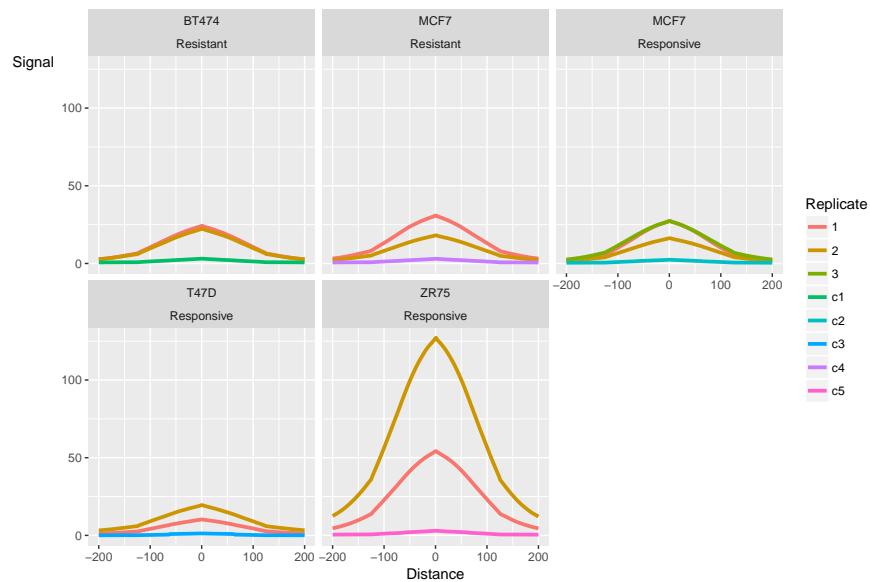 BT474
Resistant
MCF7
Resistant
MCF7
Responsive
Signal
100
50
0
−200 −100 0 100 200
T47D
Responsive
ZR75
Responsive
100
50
0
−200 −100 0 100 200
−200 −100 0 100 200
Distance
Replicate
1
2
3
c1
c2
c3
c4
c5